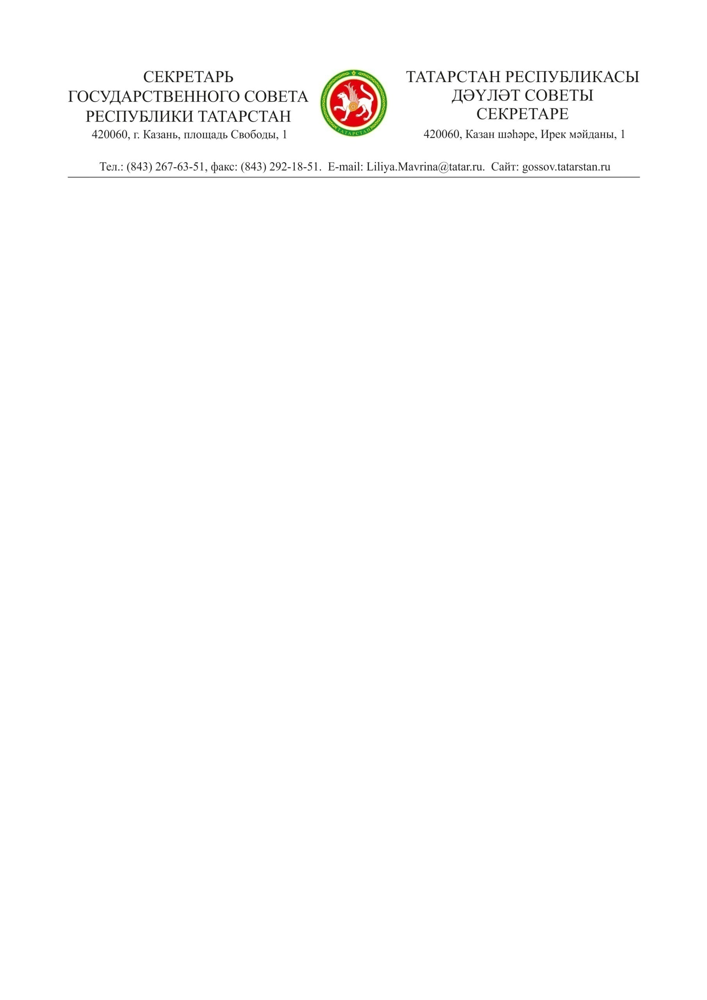 СЕКРЕТАРЬ
ГОСУДАРСТВЕННОГО СОВЕТА
РЕСПУБЛИКИ ТАТАРСТАН
420060, г. Казань, площадь Свободы, 1
ТАТАРСТАН
ТАТАРСТАН РЕСПУБЛИКАСЫ
ДӘҮЛӘТ СОВЕТЫ
СЕКРЕТАРЕ
420060, Казан шәһәре, Ирек мәйданы, 1
Тел.: (843) 267-63-51, факс: (843) 292-18-51.  E-mail: Liliya.Mavrina@tatar.ru.  Сайт: gossov.tatarstan.ru